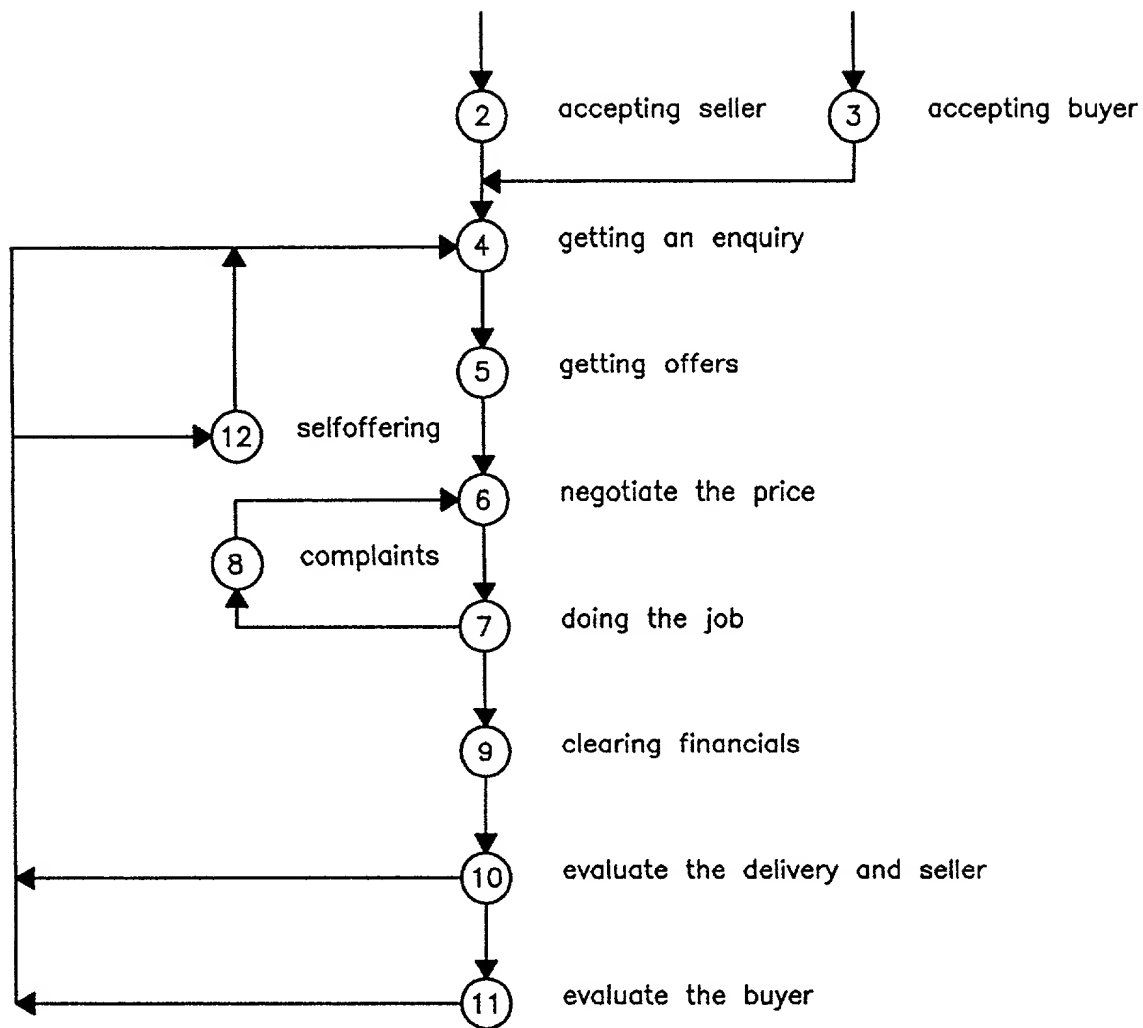 2 accepting seller 3 accepting buyer
4 getting an enquiry
5 getting offers
12 selfoffering
6 negotiate the price
8 complaints
7 doing the job
9 clearing financials
10 evaluate the delivery and seller
11 evaluate the buyer